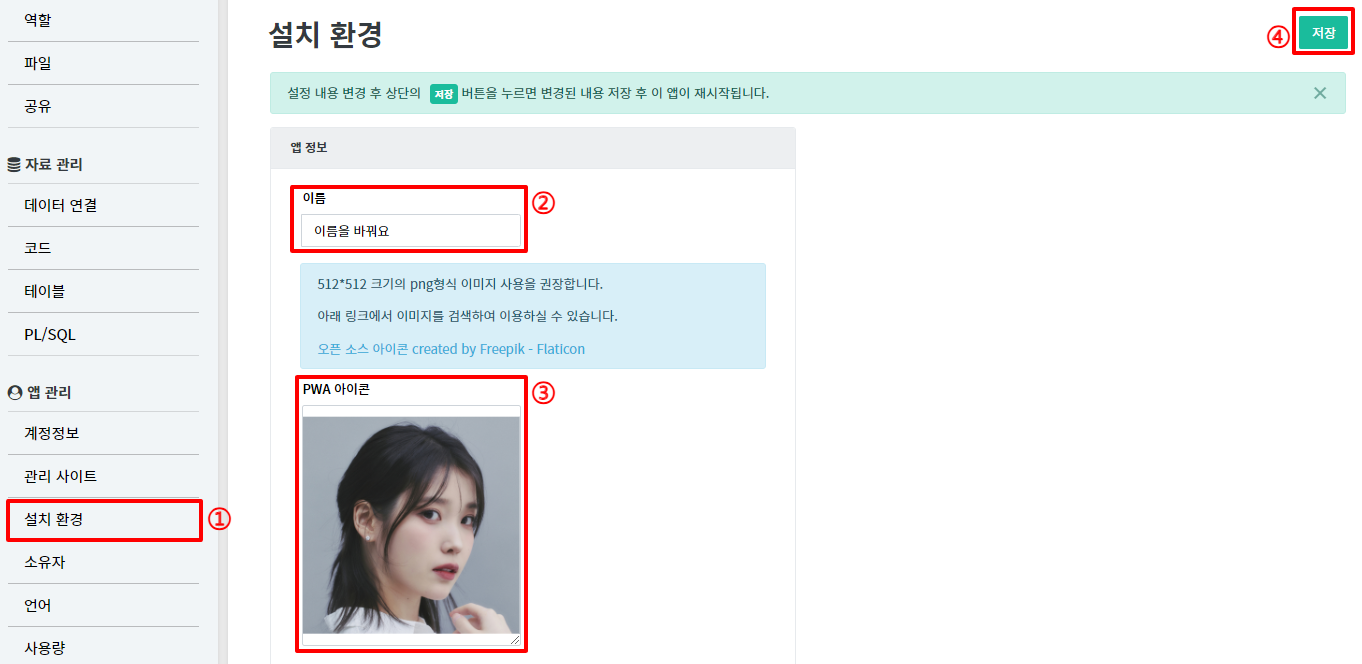 역할
파일
공유
자료 관리
데이터 연결
코드
테이블
PL/SQL
앱 관리
계정정보
관리 사이트
설치 환경
①
소유자
언어
사용량
설치 환경
④
저장
설정 내용 변경 후 상단의 저장 버튼을 누르면 변경된 내용 저장 후 이 앱이 재시작됩니다.
앱 정보
이름
②
이름을 바꿔요
512*512 크기의 png형식 이미지 사용을 권장합니다.
아래 링크에서 이미지를 검색하여 이용하실 수 있습니다.
오픈 소스 아이콘 created by Freepik - Flaticon
PWA 아이콘
③